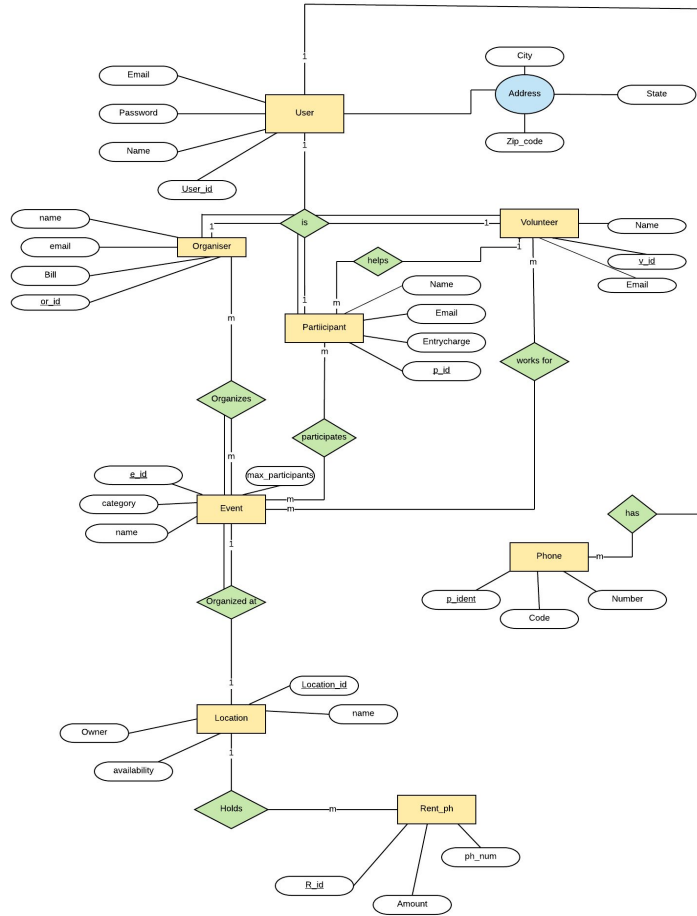 1
City
Email
Address
State
Password
User
Name
1
Zip_code
User_id
name
is
Volunteer
1
1
Name
email
Organiser
helps
1
v_id
Bill
m
Name
Email
or_id
1
m
Email
m
Partiicipant
Entrycharge
m
works for
p_id
Organizes
participates
m
e_id
max_participants
category
m
Event
m
has
name
1
Phone
m
p_ident
Number
Organized at
Code
1
Location_id
name
Location
Owner
1
availability
Holds
m
Rent_ph
ph_num
R_id
Amount